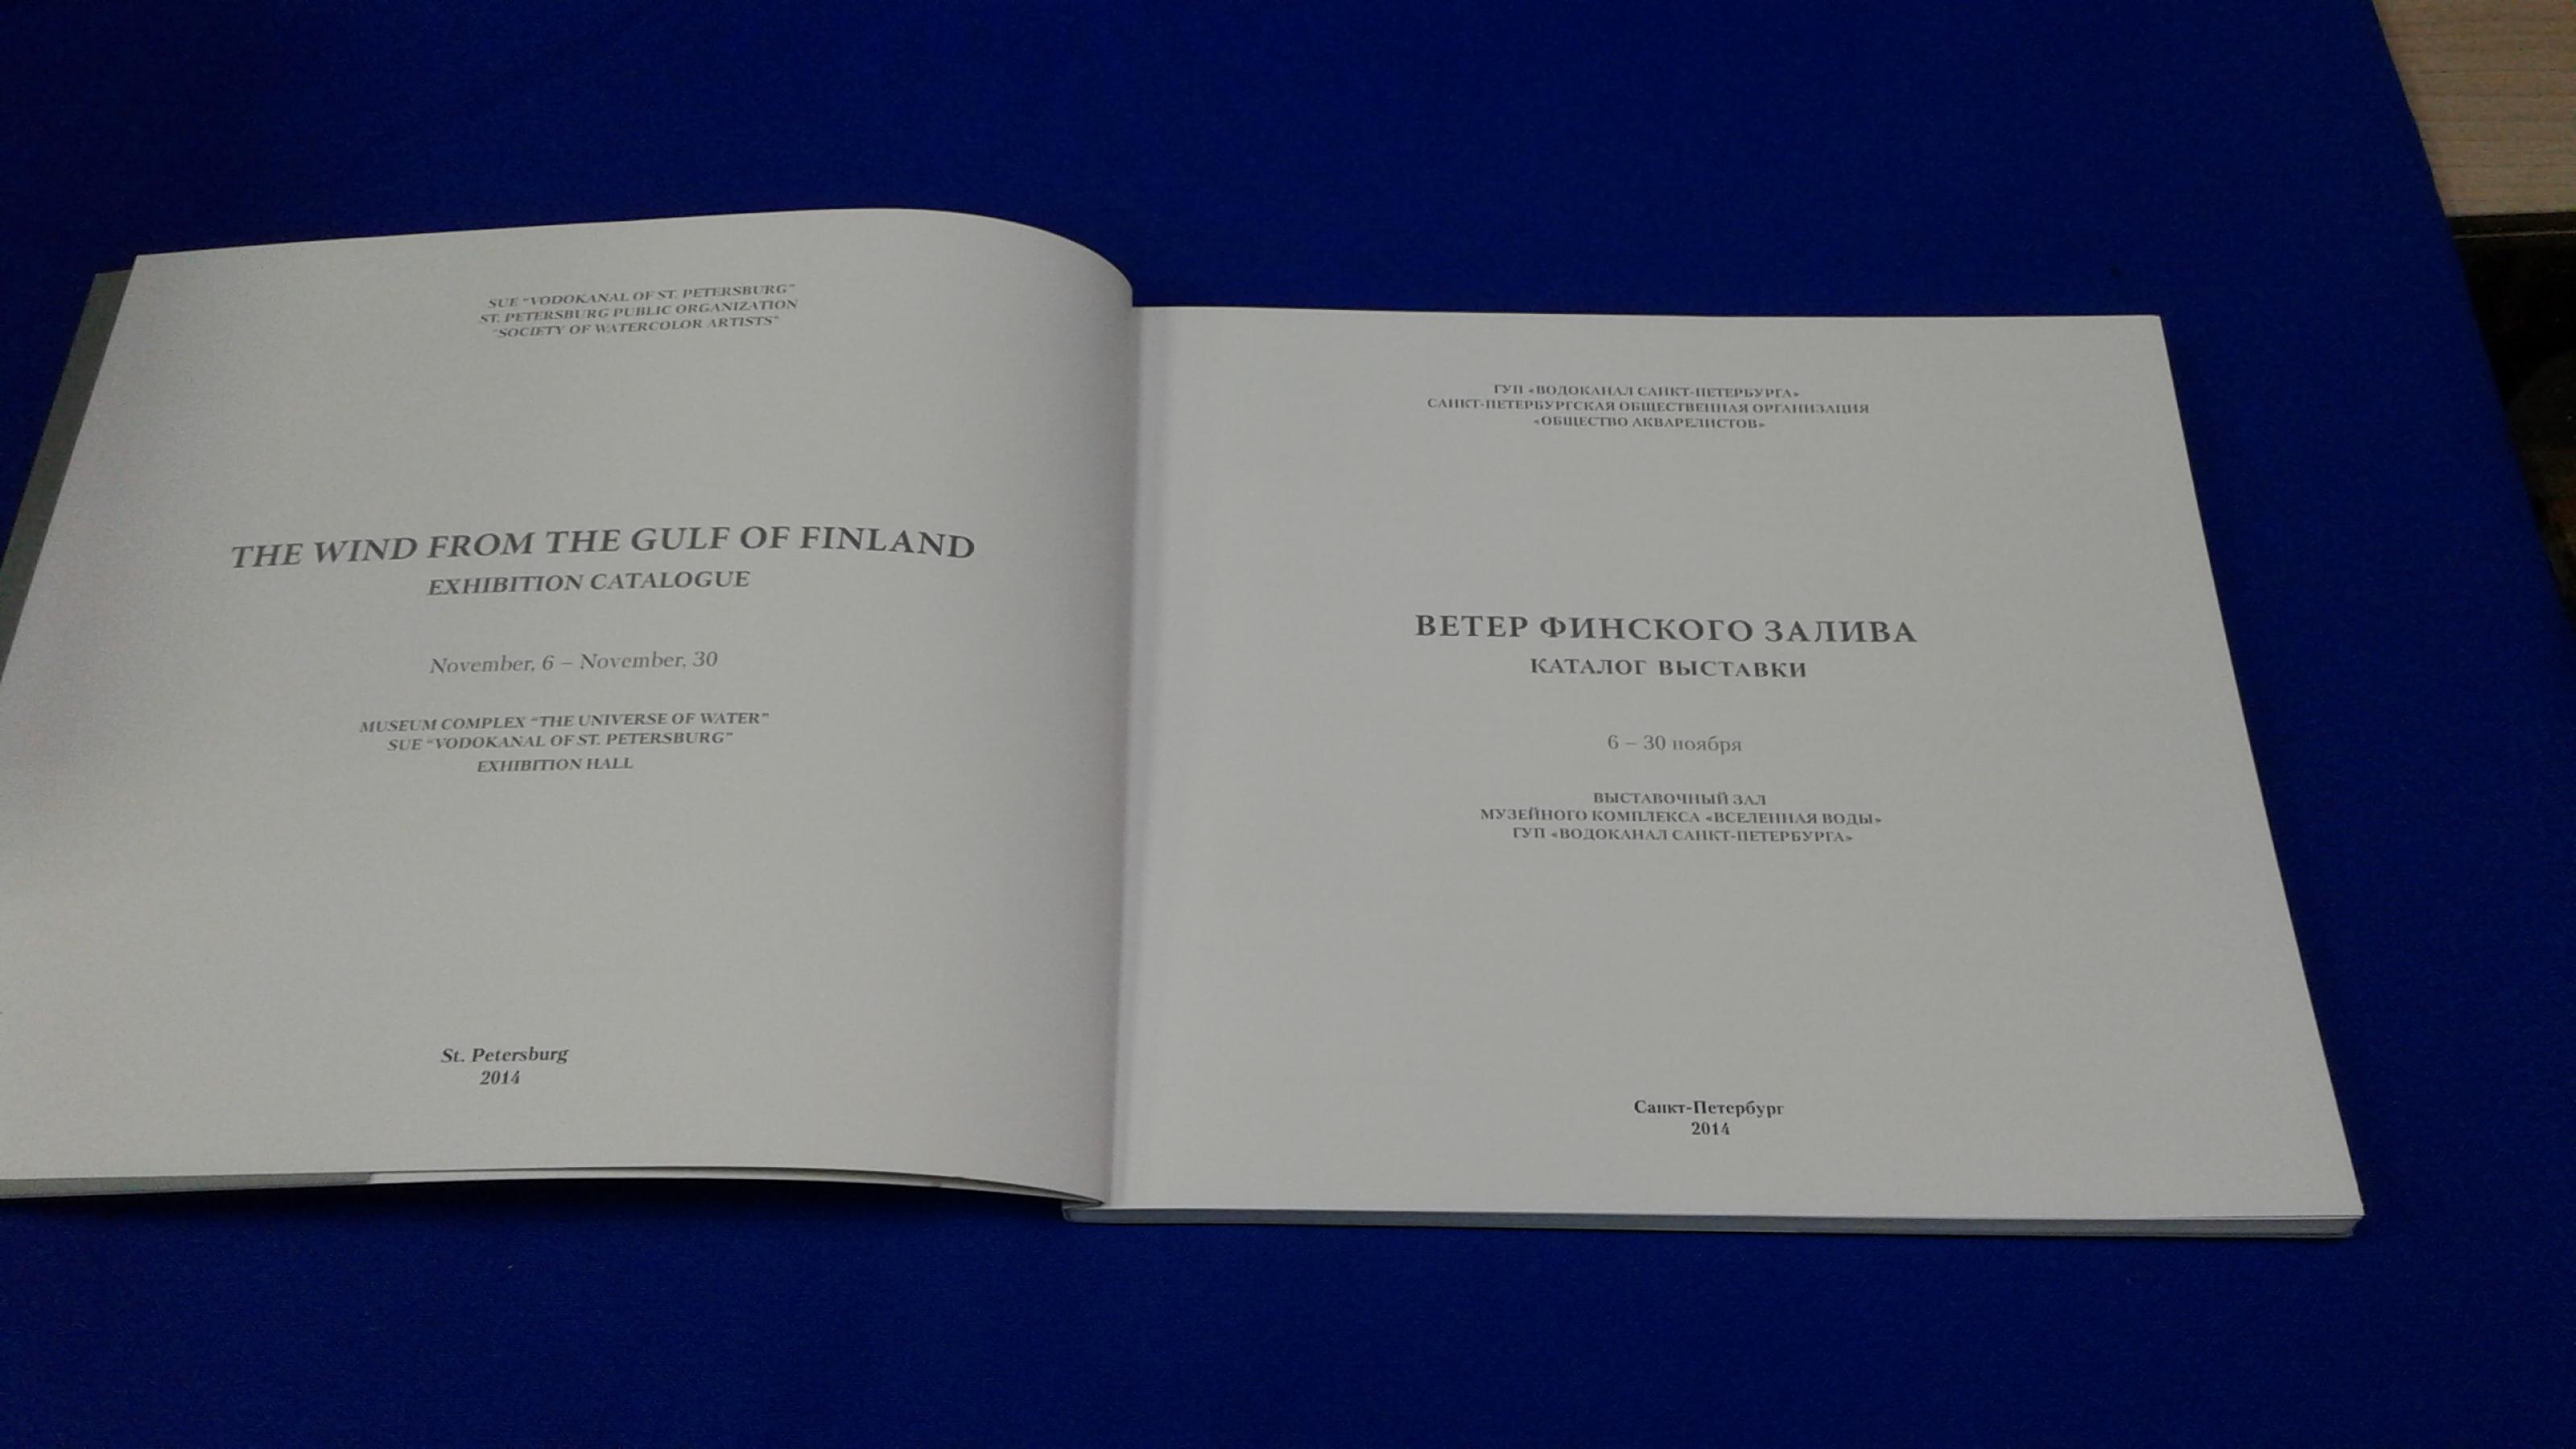 SUE "VODOKANAL OF ST. PETERSBURG"
ST. PETERSBURG PUBLIC ORGANIZATION
"SOCIETY OF WATERCOLOR ARTISTS"
THE WIND FROM THE GULF OF FINLAND
EXHIBITION CATALOGUE
November, 6 – November, 30
MUSEUM COMPLEX "THE UNIVERSE OF WATER"
SUE "VODOKANAL OF ST. PETERSBURG"
EXHIBITION HALL
St. Petersburg
2014
ГУП «ВОДОКАНАЛ САНКТ-ПЕТЕРБУРГА»
САНКТ-ПЕТЕРБУРГСКАЯ ОБЩЕСТВЕННАЯ ОРГАНИЗАЦИЯ
«ОБЩЕСТВО АКВАРЕЛИСТОВ»
ВЕТЕР ФИНСКОГО ЗАЛИВА
КАТАЛОГ ВЫСТАВКИ
6 – 30 ноября
ВЫСТАВОЧНЫЙ ЗАЛ
МУЗЕЙНОГО КОМПЛЕКСА «ВСЕЛЕННАЯ ВОДЫ»
ГУП «ВОДОКАНАЛ САНКТ-ПЕТЕРБУРГА»
Санкт-Петербург
2014